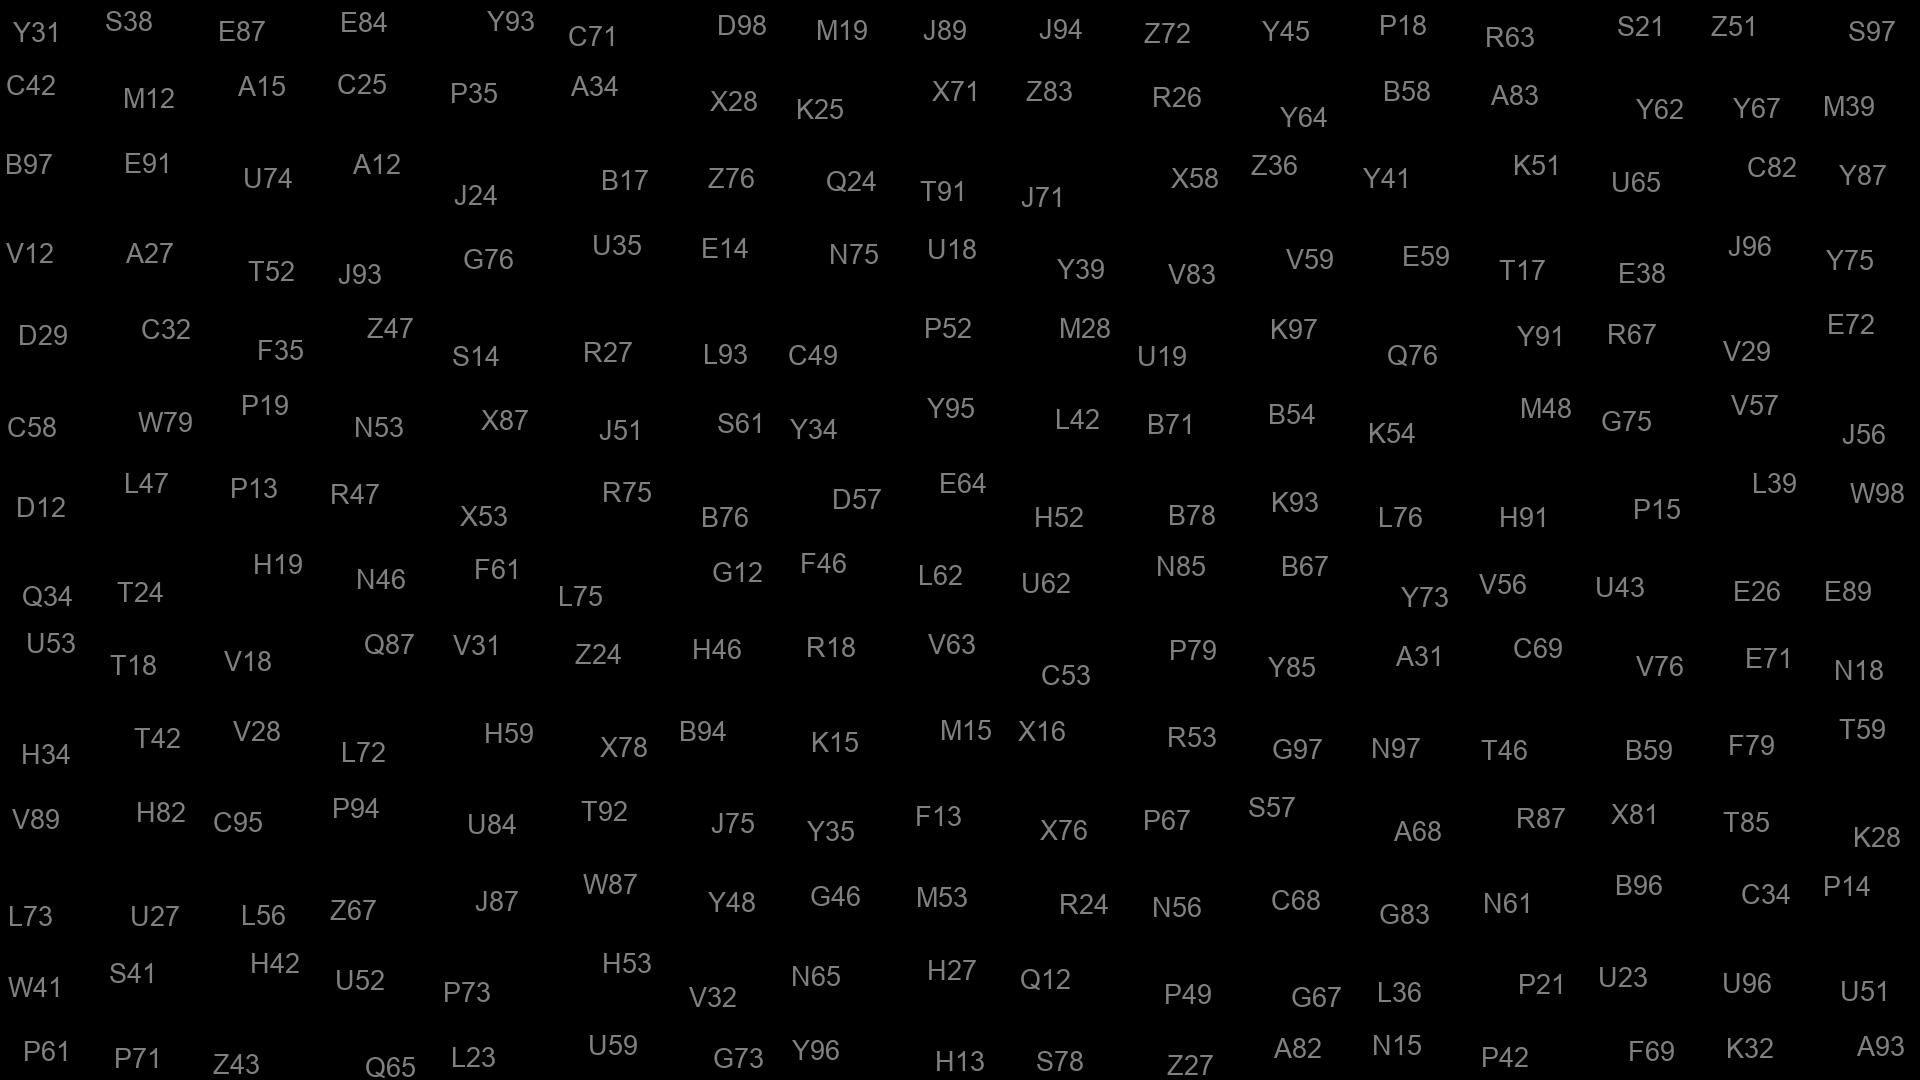 Y31 S38 E87 E84 Y93 C71 D98 M19 J89 J94 Z72 Y45 P18 R63 S21 Z51 S97
C42 M12 A15 C25 P35 A34 X28 K25 X71 Z83 R26 Y64 B58 A83 Y62 Y67 M39
B97 E91 U74 A12 J24 B17 Z76 Q24 T91 J71 X58 Z36 Y41 K51 U65 C82 Y87
V12 A27 T52 J93 G76 U35 E14 N75 U18 Y39 V83 V59 E59 T17 E38 J96 Y75
D29 C32 F35 Z47 S14 R27 L93 C49 P52 M28 U19 K97 Q76 Y91 R67 V29 E72
C58 W79 P19 N53 X87 J51 S61 Y34 Y95 L42 B71 B54 K54 M48 G75 V57 J56
D12 L47 P13 R47 X53 R75 B76 D57 E64 H52 B78 K93 L76 H91 P15 L39 W98
Q34 T24 H19 N46 F61 L75 G12 F46 L62 U62 N85 B67 Y73 V56 U43 E26 E89
U53 T18 V18 Q87 V31 Z24 H46 R18 V63 C53 P79 Y85 A31 C69 V76 E71 N18
H34 T42 V28 L72 H59 X78 B94 K15 M15 X16 R53 G97 N97 T46 B59 F79 T59
V89 H82 C95 P94 U84 T92 J75 Y35 F13 X76 P67 S57 A68 R87 X81 T85 K28
L73 U27 L56 Z67 J87 W87 Y48 G46 M53 R24 N56 C68 G83 N61 B96 C34 P14
W41 S41 H42 U52 P73 H53 V32 N65 H27 Q12 P49 G67 L36 P21 U23 U96 U51
P61 P71 Z43 Q65 L23 U59 G73 Y96 H13 S78 Z27 A82 N15 P42 F69 K32 A93